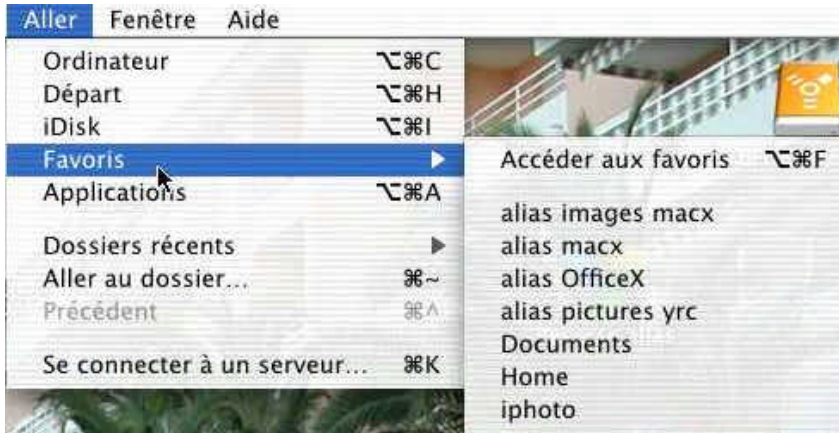 Aller Fenêtre Aide
Ordinateur ⌥⌘C
Départ ⌥⌘H
iDisk ⌥⌘I
Favoris
Applications ⌥⌘A
Dossiers récents
Aller au dossier... ⌘~
Précédent ⌘^
Se connecter à un serveur... ⌘K
Accéder aux favoris ⌥⌘F
alias images macx
alias macx
alias OfficeX
alias pictures yrc
Documents
Home
iphoto